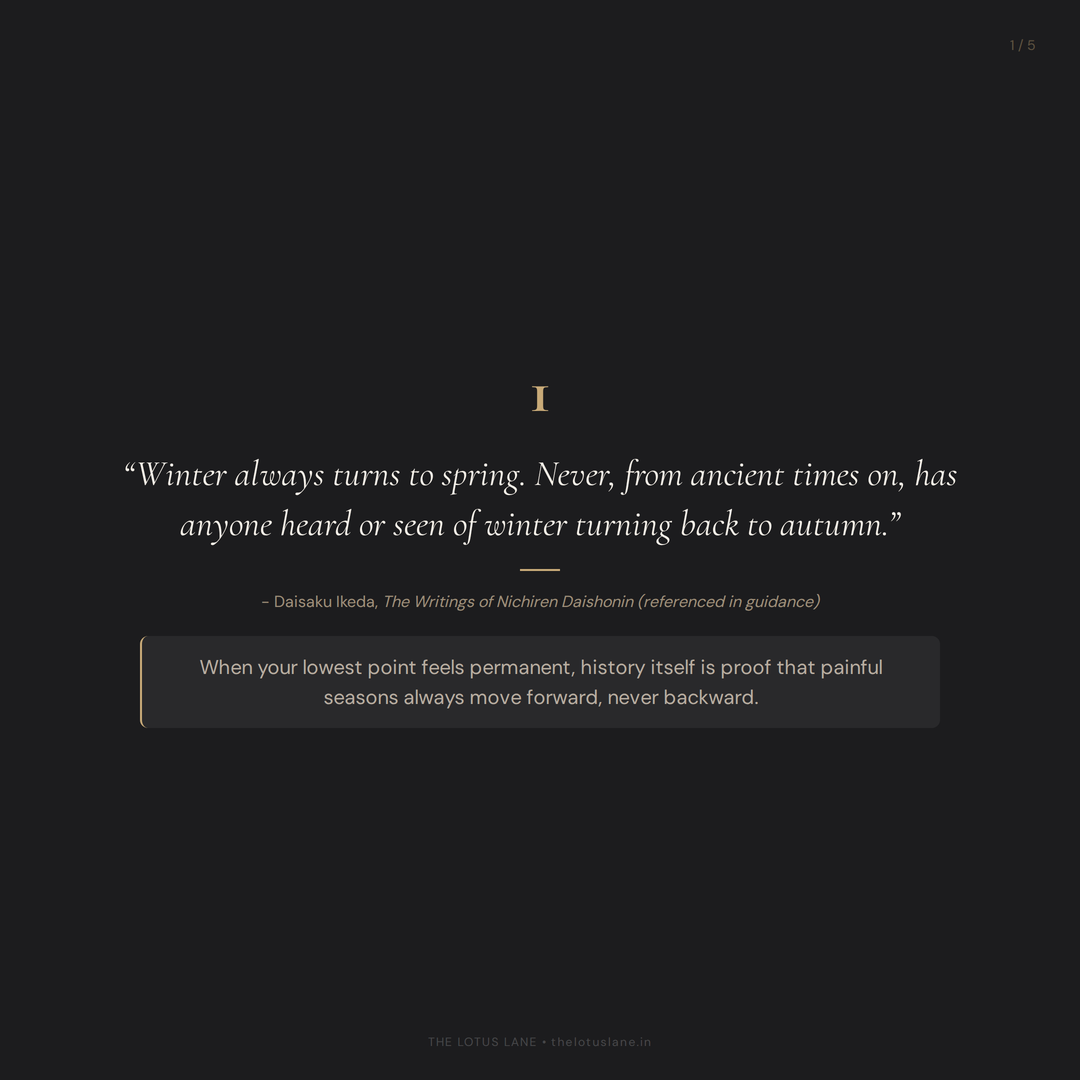 1 / 5
I
“Winter always turns to spring. Never, from ancient times on, has
anyone heard or seen of winter turning back to autumn.”
– Daisaku Ikeda, The Writings of Nichiren Daishonin (referenced in guidance)
When your lowest point feels permanent, history itself is proof that painful
seasons always move forward, never backward.
THE LOTUS LANE • thelotuslane.in